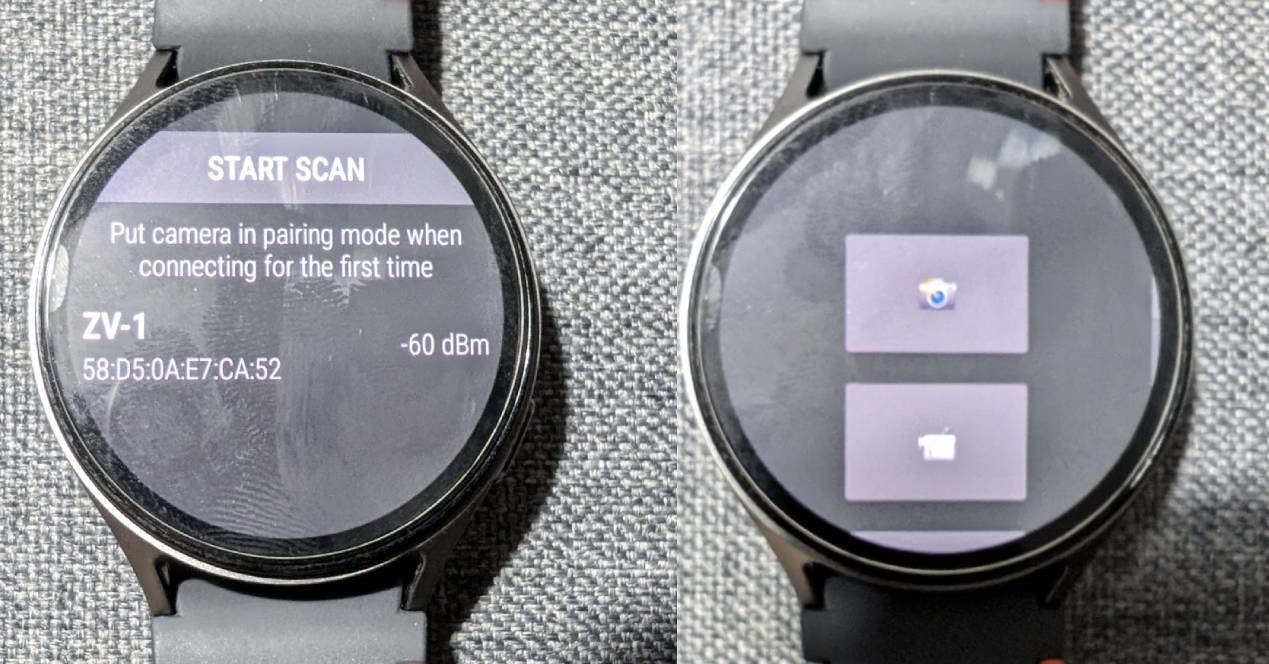 START SCAN
Put camera in pairing mode when
connecting for the first time
ZV-1
-60 dBm
58:D5:0A:E7:CA:52